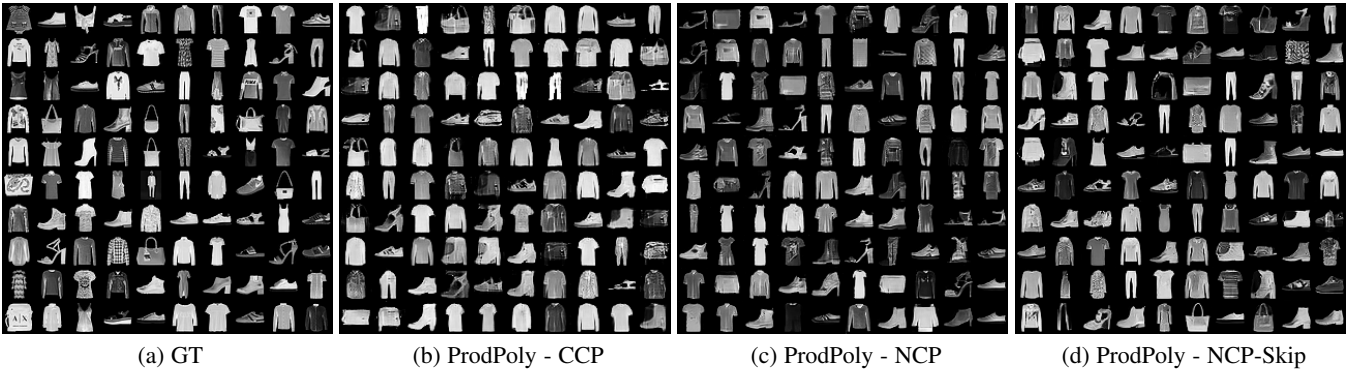 (a) GT
(b) ProdPoly - CCP
(c) ProdPoly - NCP
(d) ProdPoly - NCP-Skip